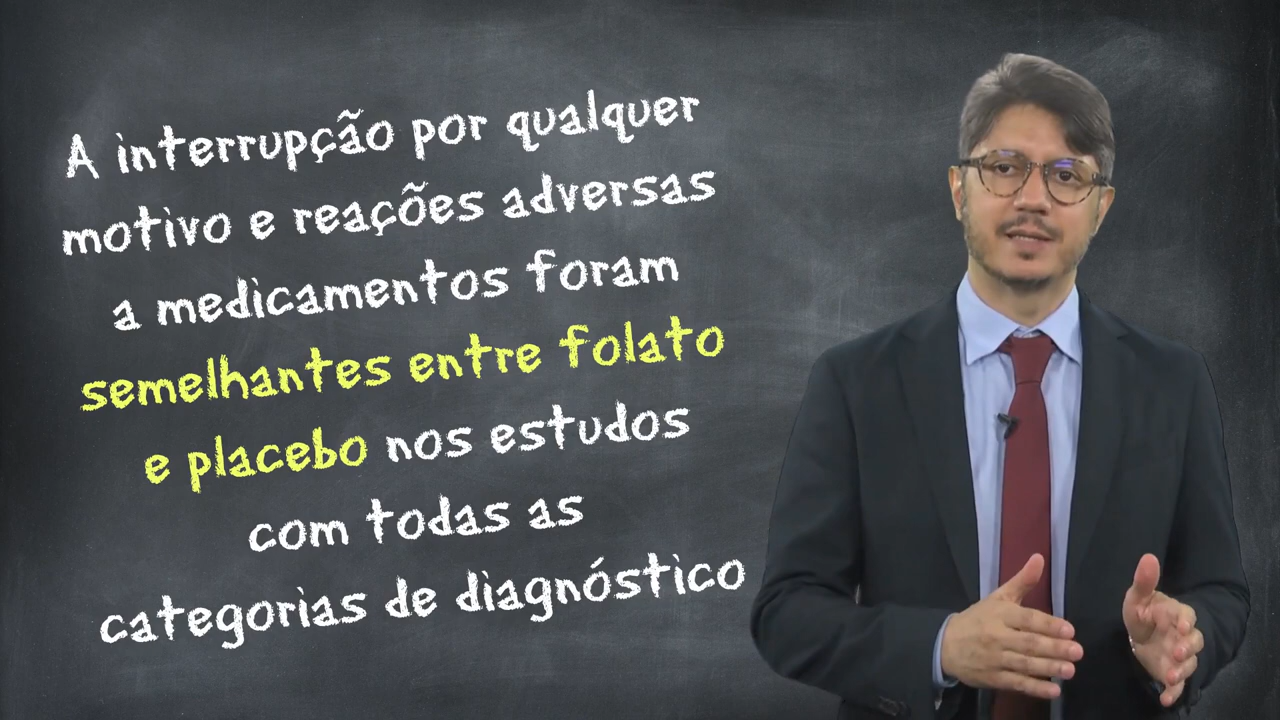 A interrupção por qualquer
motivo e reações adversas
a medicamentos foram
semelhantes entre folato
e placebo nos estudos
com todas as
categorias de diagnóstico